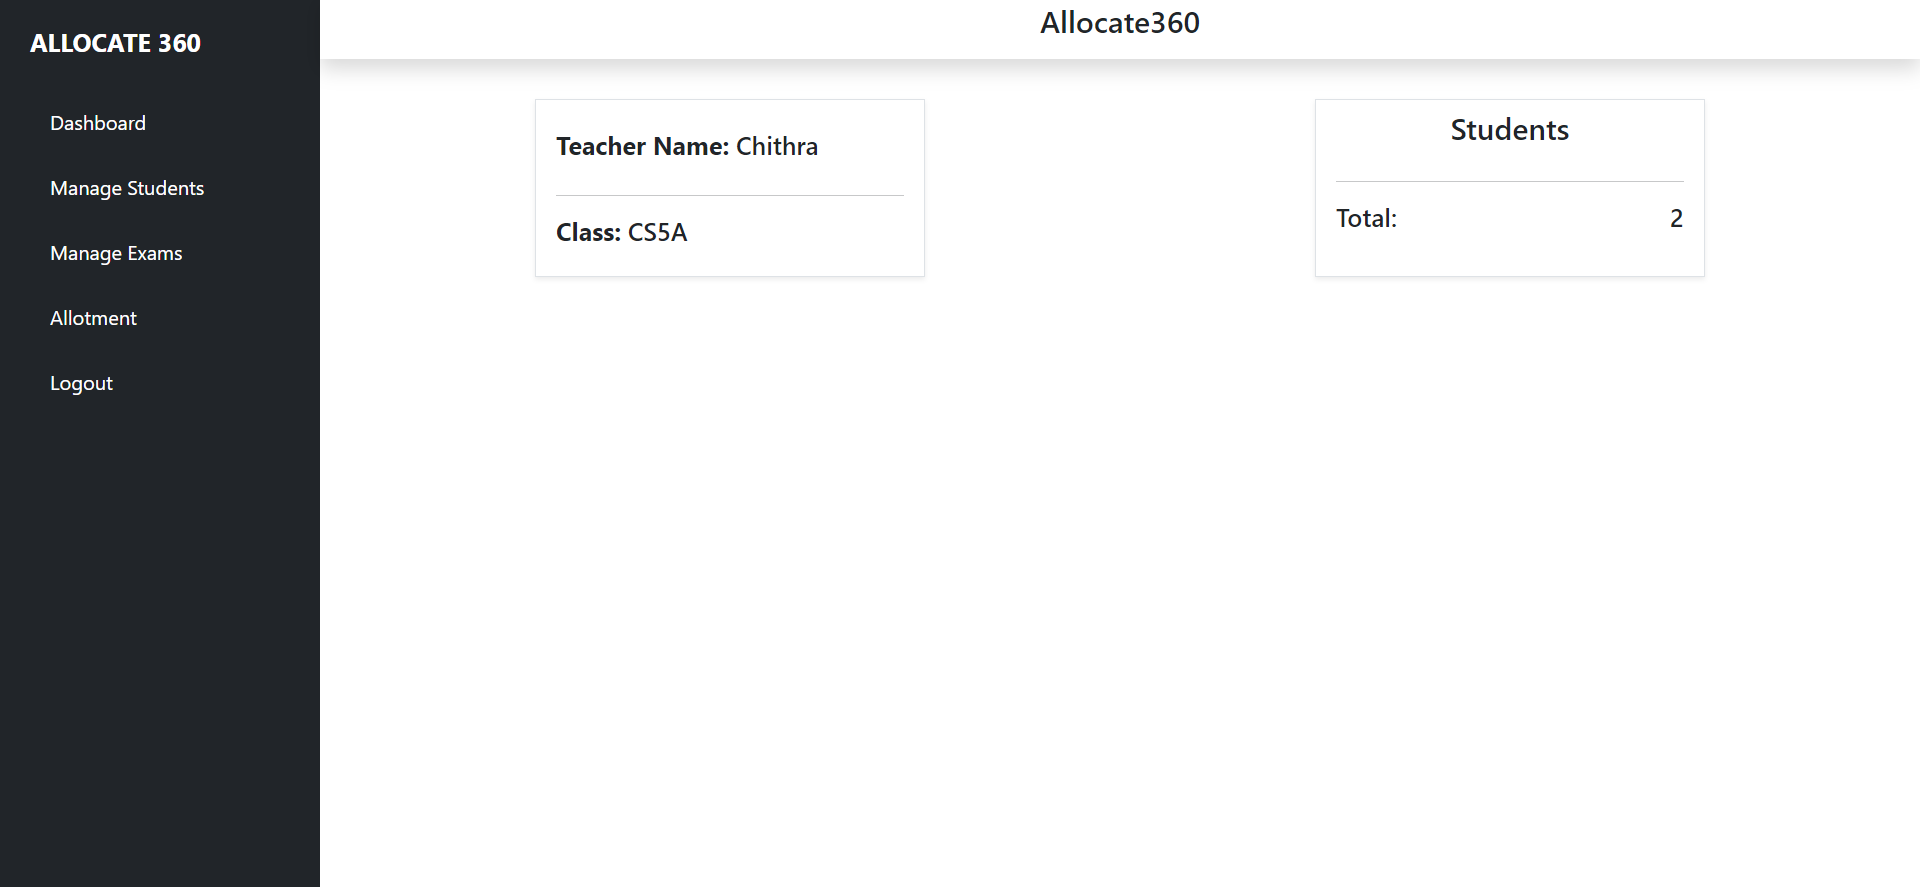 ALLOCATE 360
Dashboard
Manage Students
Manage Exams
Allotment
Logout
Allocate360
Teacher Name: Chithra
Class: CS5A
Students
Total: 2